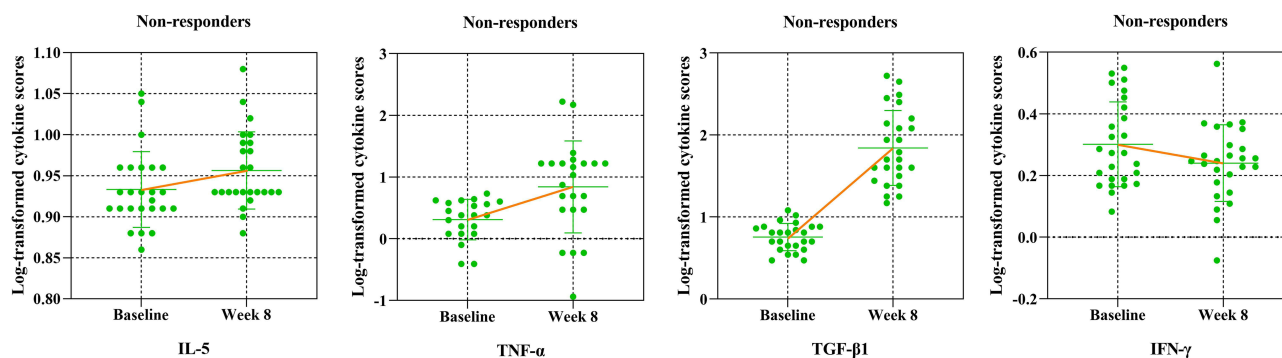 Non-responders
Log-transformed cytokine scores
1.10
1.05
1.00
0.95
0.90
0.85
0.80
Baseline
Week 8
IL-5
Non-responders
Log-transformed cytokine scores
3
2
1
0
-1
Baseline
Week 8
TNF-α
Non-responders
Log-transformed cytokine scores
3
2
1
0
Baseline
Week 8
TGF-β1
Non-responders
Log-transformed cytokine scores
0.6
0.4
0.2
0.0
-0.2
Baseline
Week 8
IFN-γ